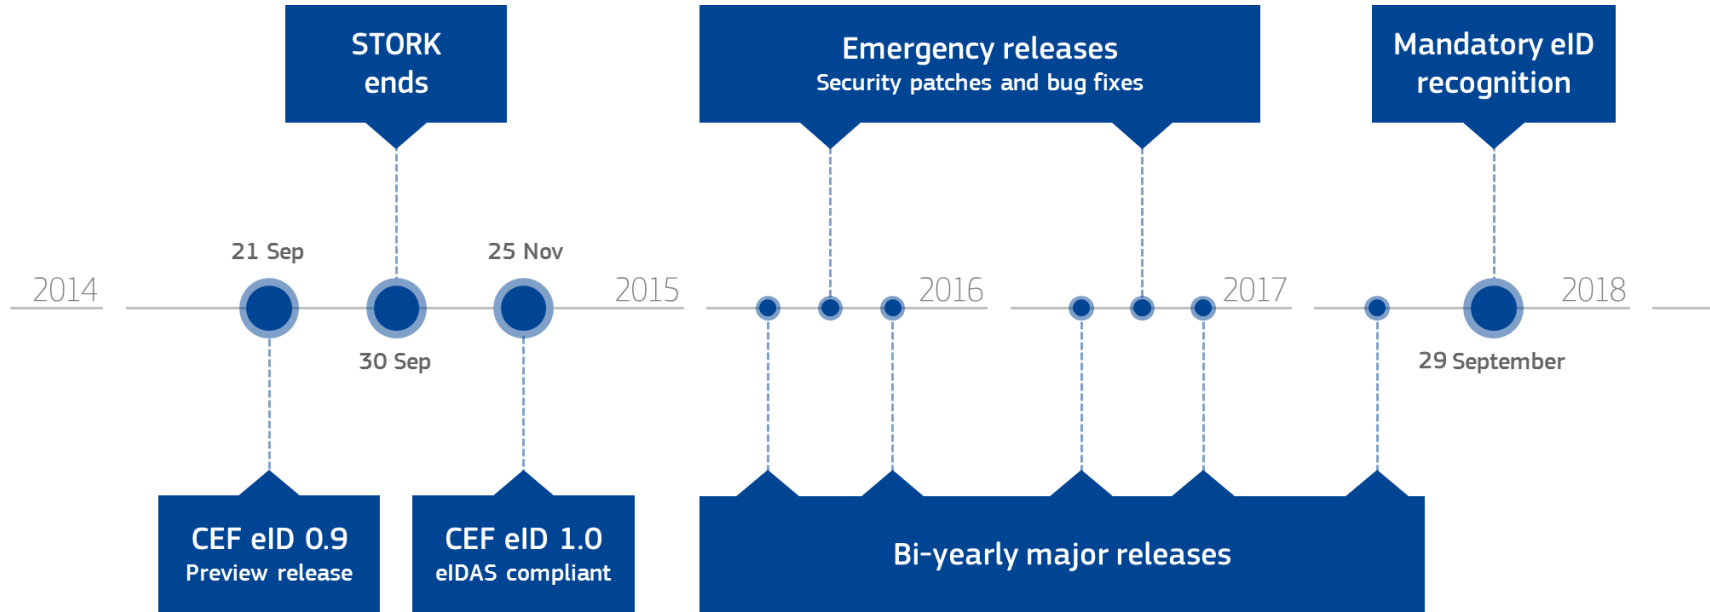 STORK
ends
Emergency releases
Security patches and bug fixes
Mandatory eID
recognition
21 Sep
25 Nov
2014
2015
2016
2017
2018
30 Sep
29 September
CEF eID 0.9
Preview release
CEF eID 1.0
eIDAS compliant
Bi-yearly major releases